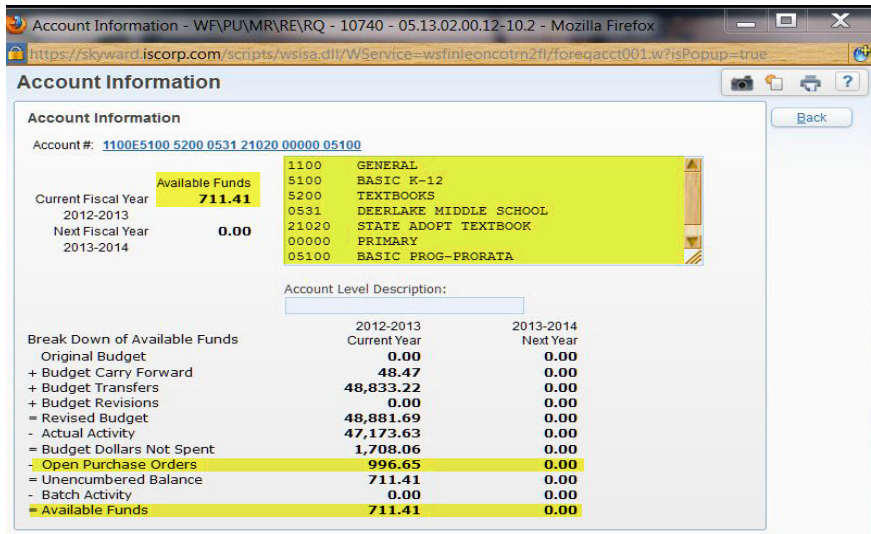 Account Information - WF\PU\MR\RE\RQ - 10740 - 05.13.02.00.12-10.2 - Mozilla Firefox
https://skyward.iscorp.com/scripts/wsisa.dll/WService=wsfinleoncotrn2fl/foreqacct001.w?isPopup=true
Account Information
?
Account Information
Back
Account #: 1100E5100 5200 0531 21020 00000 05100
Available Funds
Current Fiscal Year 711.41
2012-2013
Next Fiscal Year 0.00
2013-2014
1100 GENERAL
5100 BASIC K-12
5200 TEXTBOOKS
0531 DEERLAKE MIDDLE SCHOOL
21020 STATE ADOPT TEXTBOOK
00000 PRIMARY
05100 BASIC PROG-PRORATA
Account Level Description:
2012-2013 2013-2014
Break Down of Available Funds Current Year Next Year
Original Budget 0.00 0.00
+ Budget Carry Forward 48.47 0.00
+ Budget Transfers 48,833.22 0.00
+ Budget Revisions 0.00 0.00
= Revised Budget 48,881.69 0.00
- Actual Activity 47,173.63 0.00
= Budget Dollars Not Spent 1,708.06 0.00
- Open Purchase Orders 996.65 0.00
= Unencumbered Balance 711.41 0.00
- Batch Activity 0.00 0.00
= Available Funds 711.41 0.00